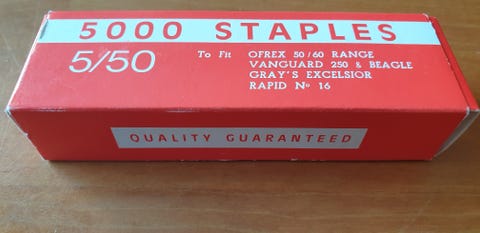 5000 STAPLES
5/50 To Fit OFREX 50/60 RANGE
VANGUARD 250 & BEAGLE
GRAY'S EXCELSIOR
RAPID No 16
QUALITY GUARANTEED